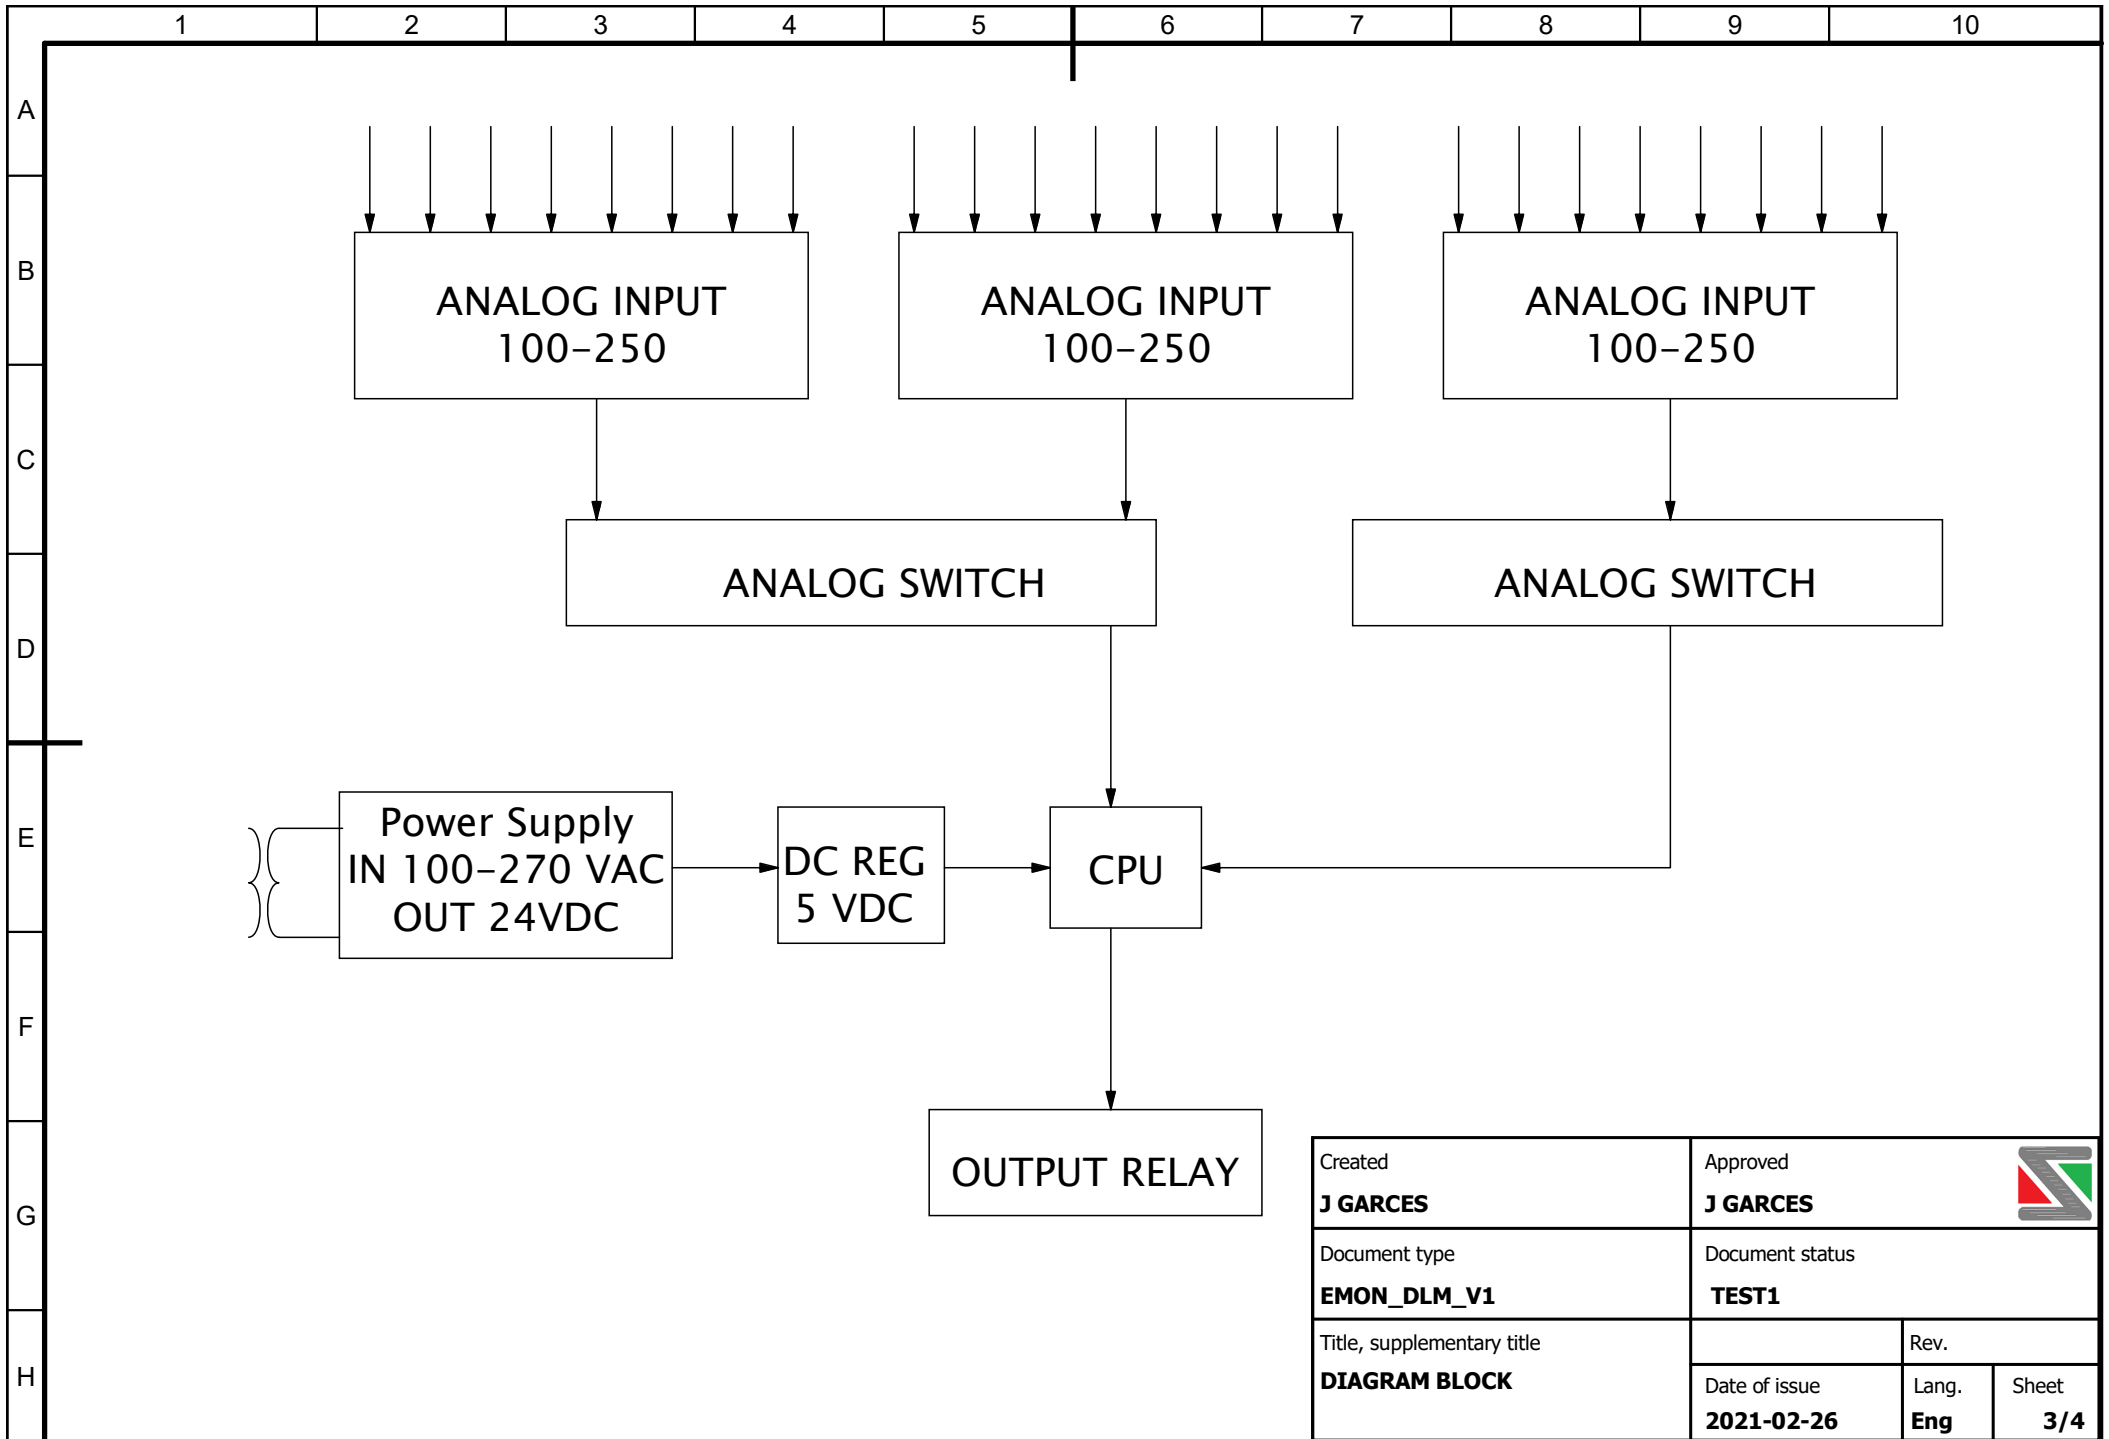 1 2 3 4 5 6 7 8 9 10
A
B
C
D
E
F
G
H
ANALOG INPUT
100-250
ANALOG INPUT
100-250
ANALOG INPUT
100-250
ANALOG SWITCH
ANALOG SWITCH
Power Supply
IN 100-270 VAC
OUT 24VDC
DC REG
5 VDC
CPU
OUTPUT RELAY
Created
J GARCES
Approved
J GARCES
Document type
EMON_DLM_V1
Document status
TEST1
Title, supplementary title
DIAGRAM BLOCK
Rev.
Date of issue
2021-02-26
Lang.
Eng
Sheet
3/4